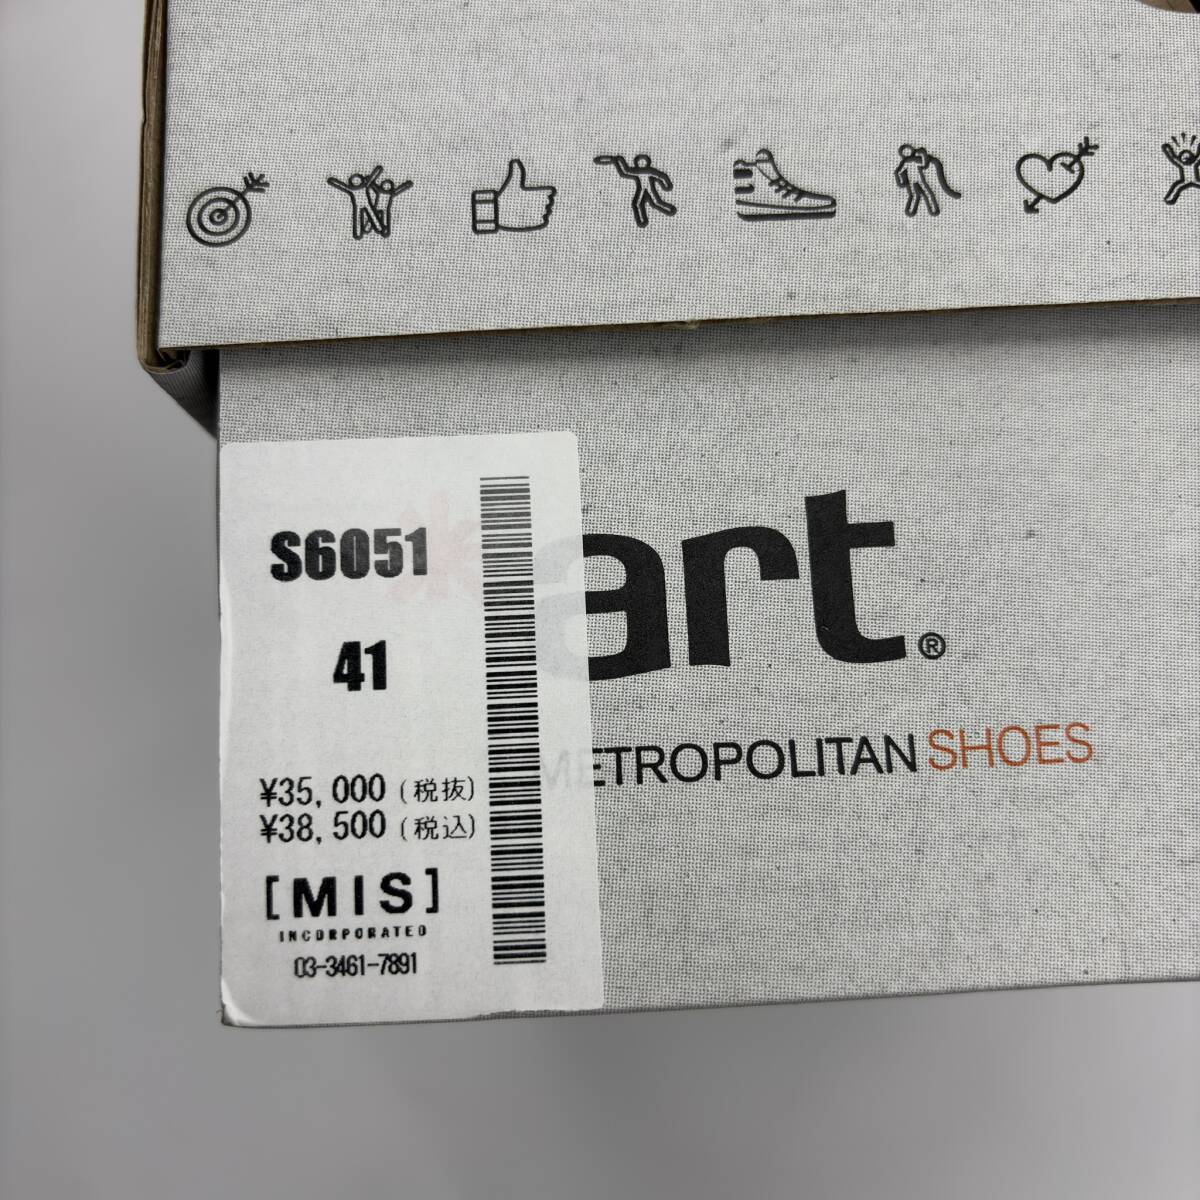 S6051
41
¥35,000 (税抜)
¥38,500 (税込)
[MIS]
INCORPORATED
03-3461-7891
art.®
METROPOLITAN SHOES